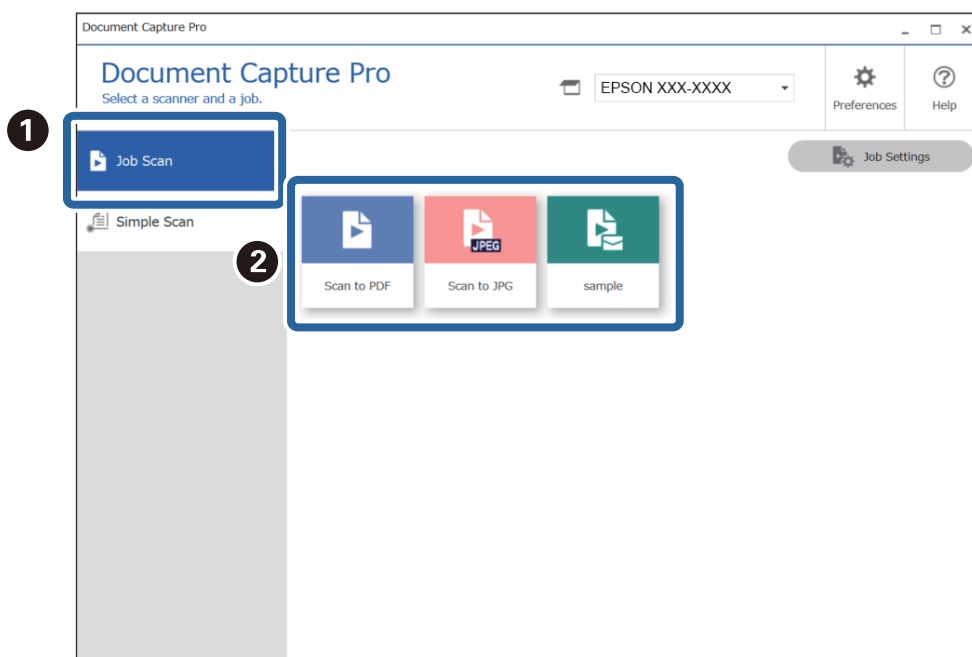 Document Capture Pro
Document Capture Pro
Select a scanner and a job.
EPSON XXX-XXXX
Preferences
Help
1
Job Scan
Job Settings
Simple Scan
2
JPEG
Scan to PDF
Scan to JPG
sample